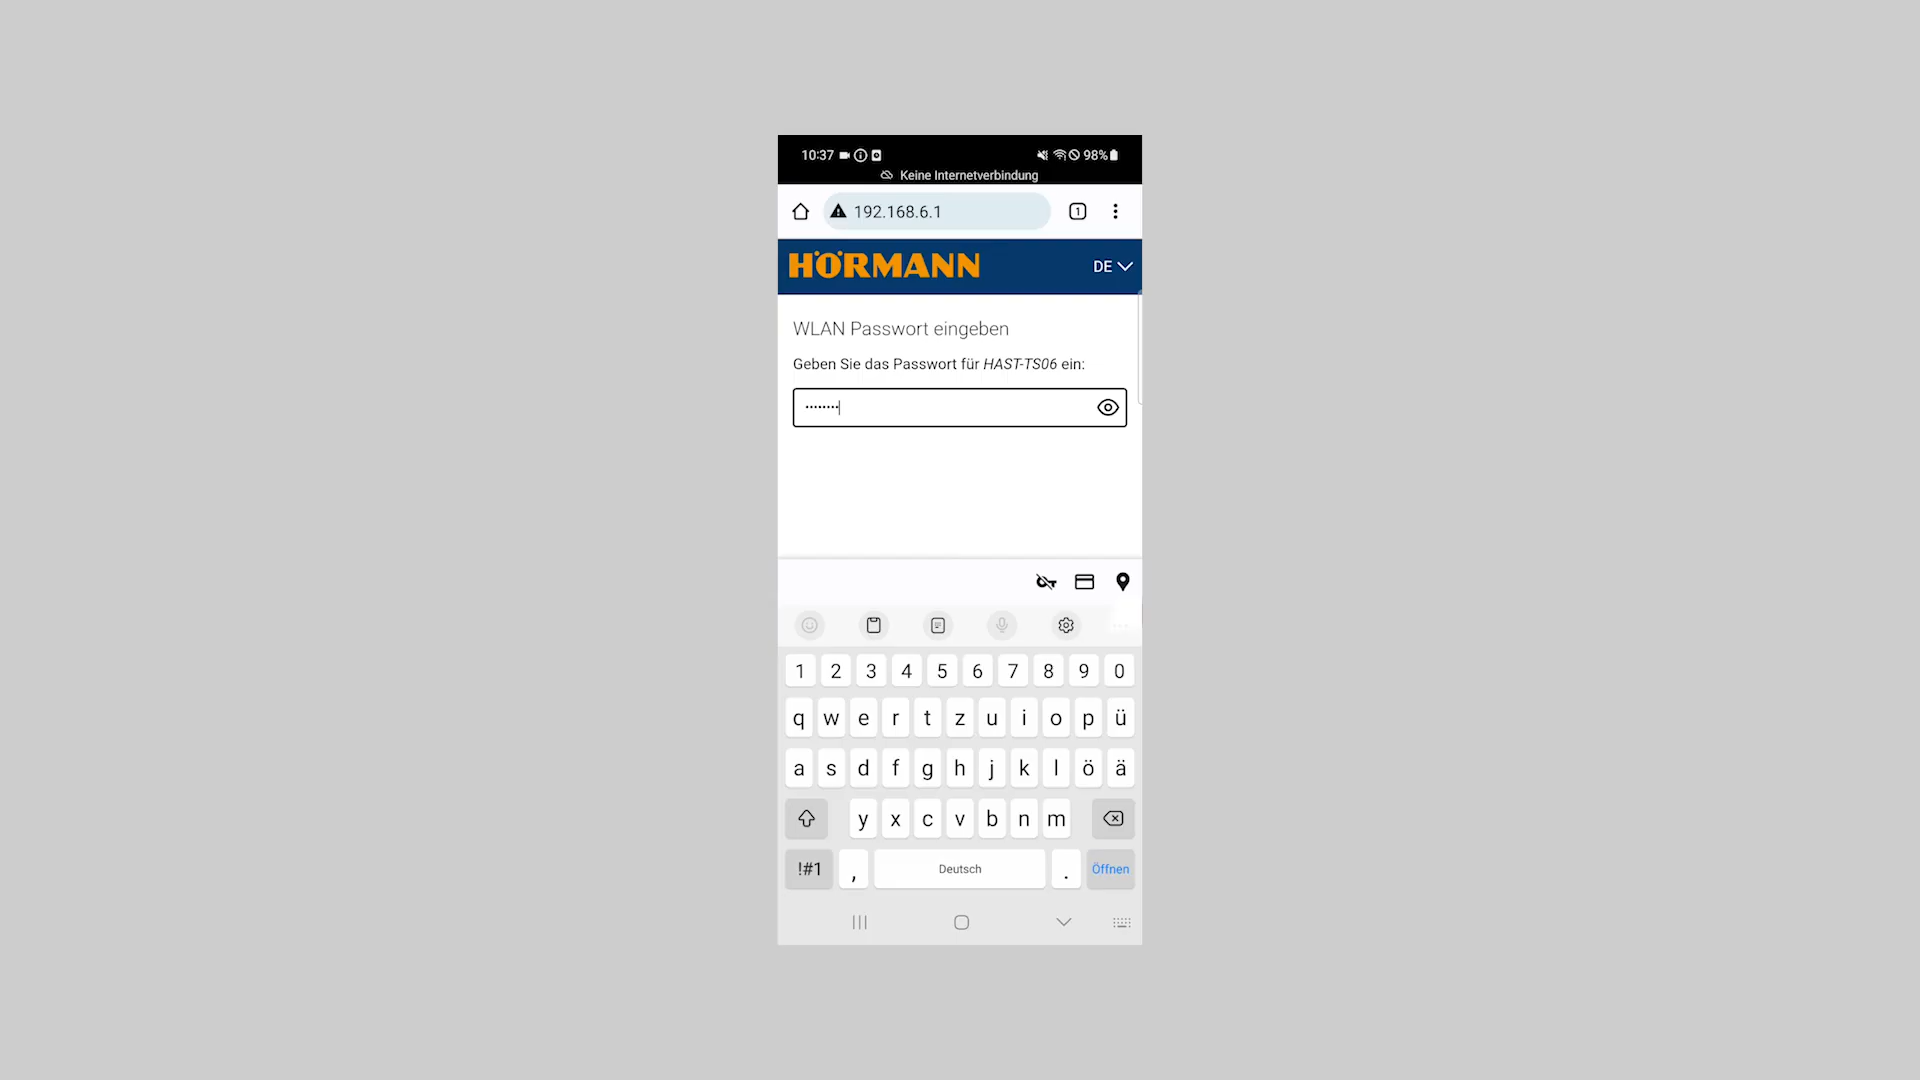 10:37
98%
Keine Internetverbindung
192.168.6.1
1
HÖRMANN
DE
WLAN Passwort eingeben
Geben Sie das Passwort für HAST-TS06 ein:
••••••••
1 2 3 4 5 6 7 8 9 0
q w e r t z u i o p ü
a s d f g h j k l ö ä
y x c v b n m
!#1 , Deutsch . Öffnen